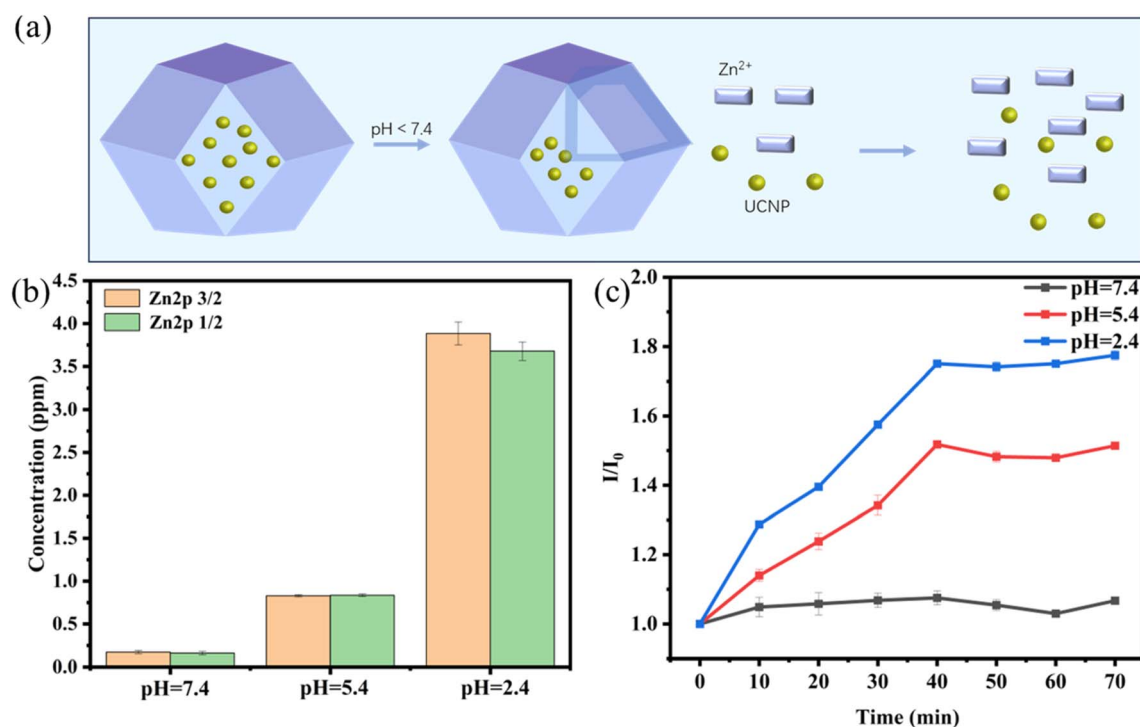 (a)
pH < 7.4
Zn²⁺
UCNP
(b)
Zn2p 3/2
Zn2p 1/2
Concentration (ppm)
4.5
4.0
3.5
3.0
2.5
2.0
1.5
1.0
0.5
0.0
pH=7.4
pH=5.4
pH=2.4
(c)
pH=7.4
pH=5.4
pH=2.4
I/I₀
2.0
1.8
1.6
1.4
1.2
1.0
0
10
20
30
40
50
60
70
Time (min)